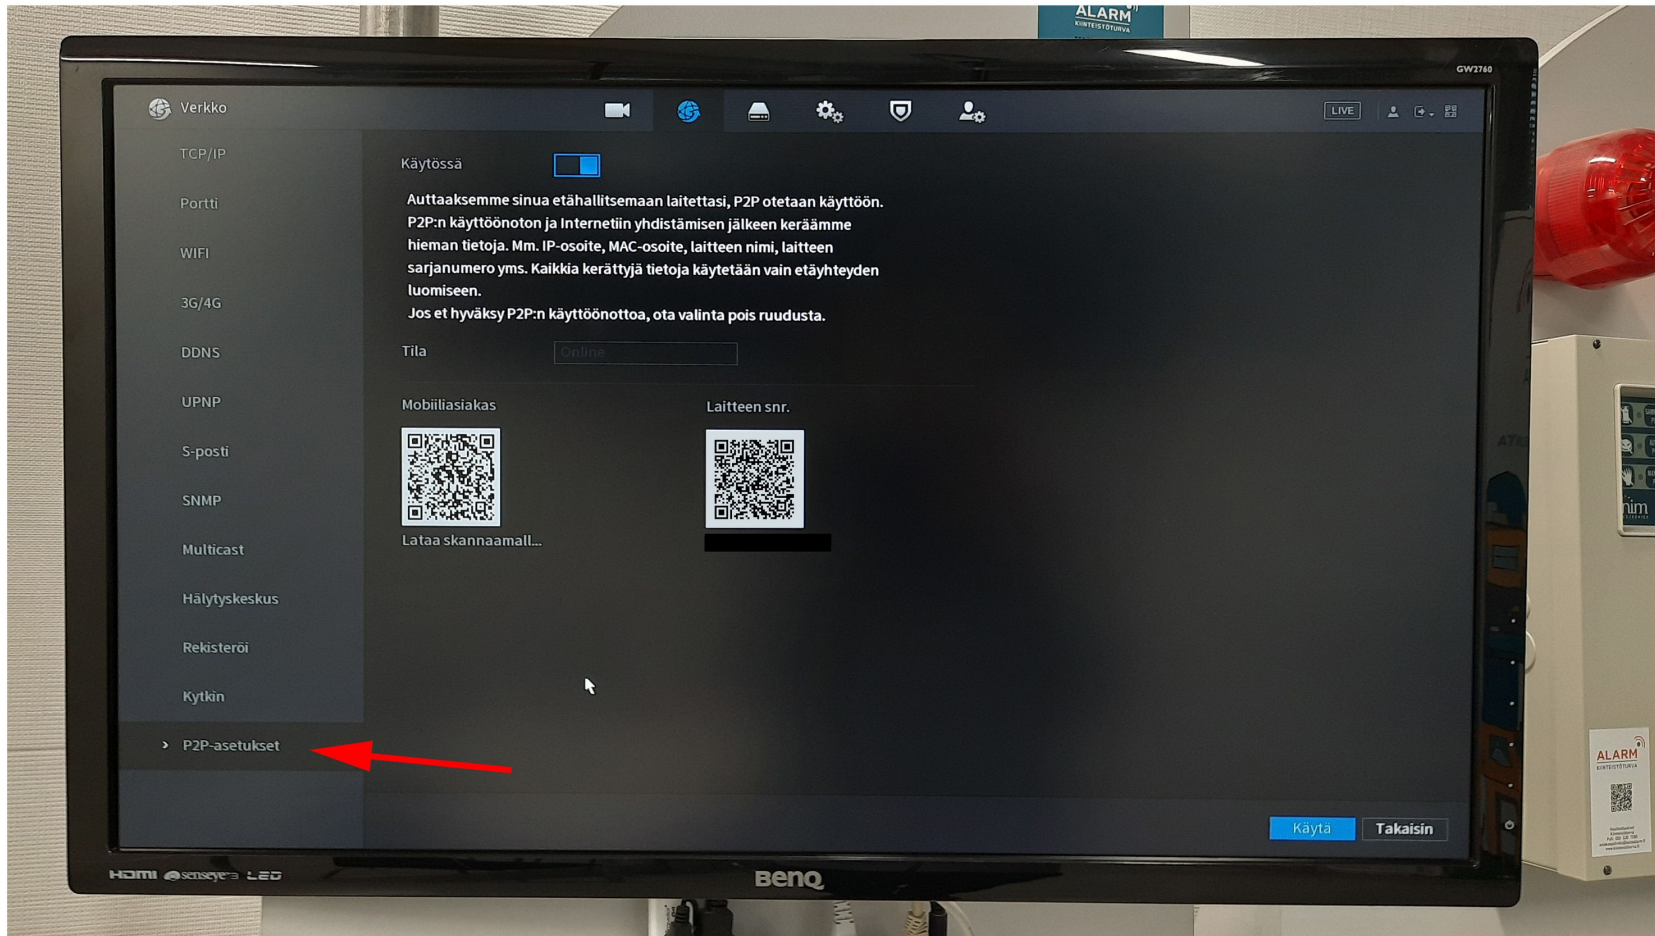 ALARM
KIINTEISTÖTURVA
GW2760
Verkko
LIVE
TCP/IP
Portti
WIFI
3G/4G
DDNS
UPNP
S-posti
SNMP
Multicast
Hälytyskeskus
Rekisteröi
Kytkin
P2P-asetukset
Käytössä
Auttaaksemme sinua etähallitsemaan laitettasi, P2P otetaan käyttöön.
P2P:n käyttöönoton ja Internetiin yhdistämisen jälkeen keräämme
hieman tietoja. Mm. IP-osoite, MAC-osoite, laitteen nimi, laitteen
sarjanumero yms. Kaikkia kerättyjä tietoja käytetään vain etäyhteyden
luomiseen.
Jos et hyväksy P2P:n käyttöönottoa, ota valinta pois ruudusta.
Tila
Online
Mobiiliasiakas
Laitteen snr.
Lataa skannaamall...
Käytä
Takaisin
HDMI senseye 3 LED
BenQ
ALARM
KIINTEISTÖTURVA